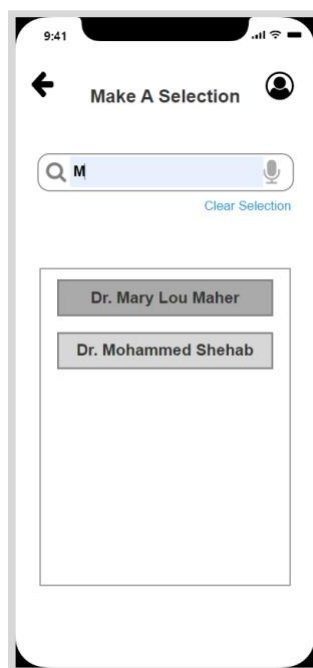 9:41
Make A Selection
M
Clear Selection
Dr. Mary Lou Maher
Dr. Mohammed Shehab